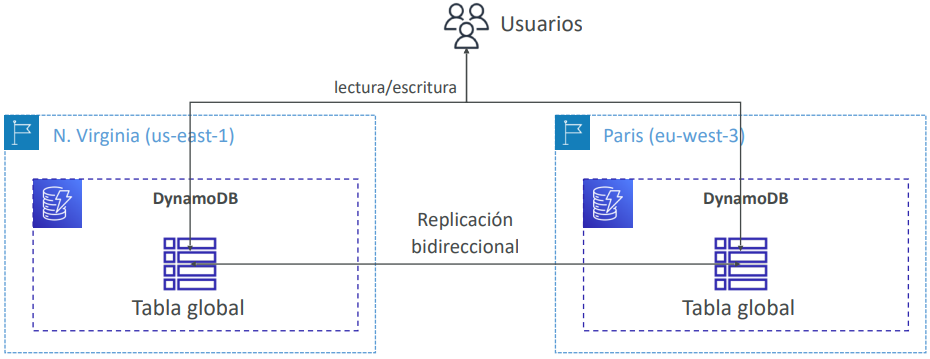 Usuarios
lectura/escritura
N. Virginia (us-east-1)
Paris (eu-west-3)
DynamoDB
DynamoDB
Replicación
bidireccional
Tabla global
Tabla global